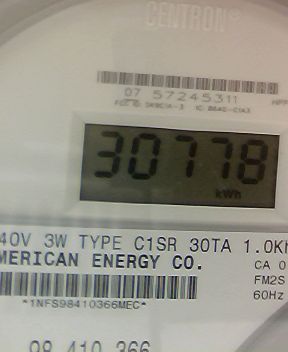 CENTRON®
07 57245311
30778
kWh
40V 3W TYPE C1SR 30TA 1.0Kh
MERICAN ENERGY CO.
CA 0
FM2S
60Hz
*1NFS98410366MEC*
98 410 366